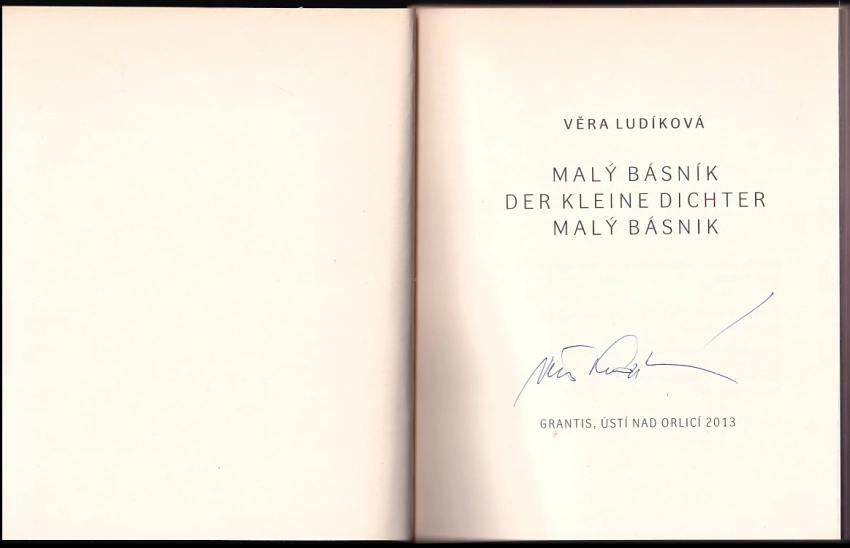 VĚRA LUDÍKOVÁ
MALÝ BÁSNÍK
DER KLEINE DICHTER
MALÝ BÁSNIK
GRANTIS, ÚSTÍ NAD ORLICÍ 2013